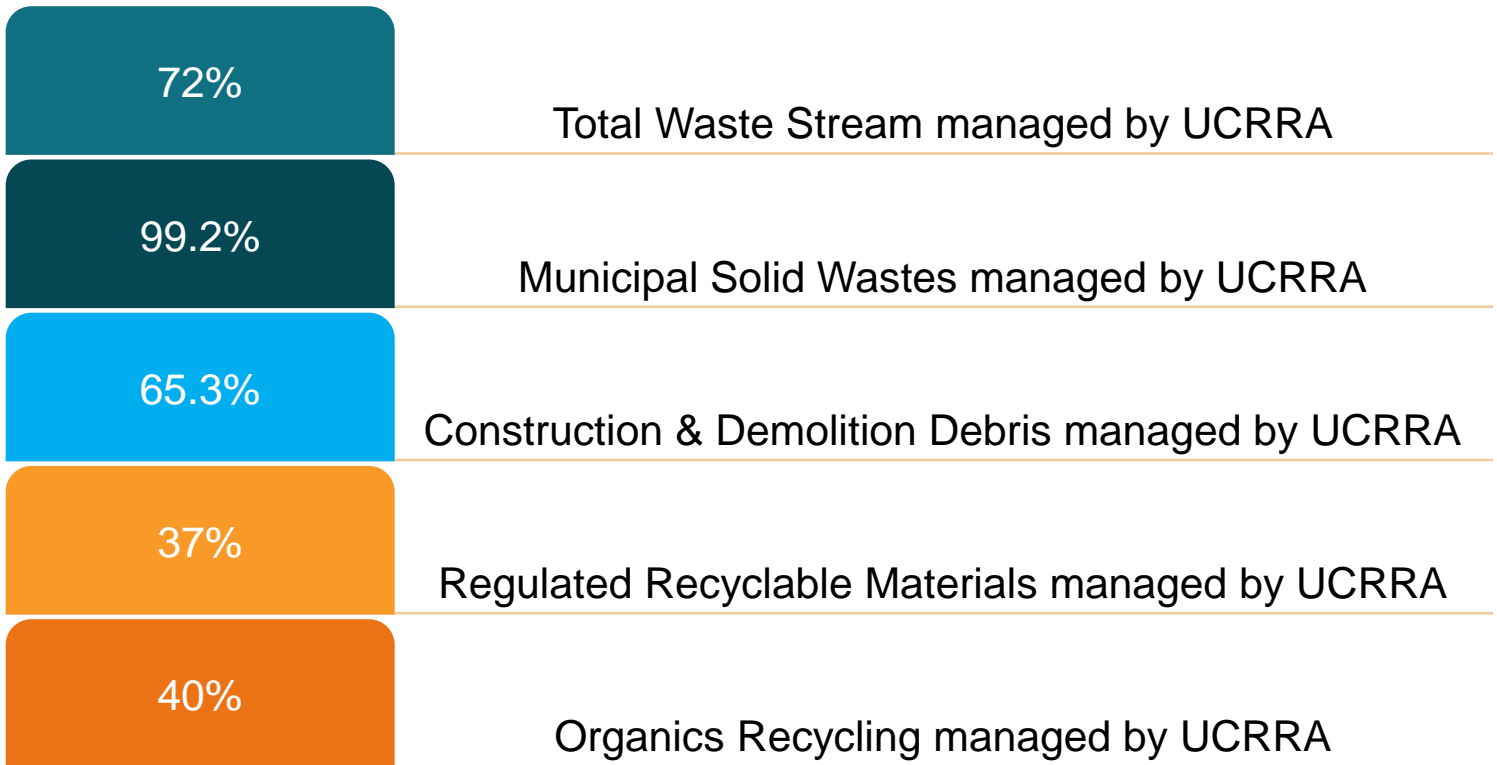 72%
Total Waste Stream managed by UCRRA
99.2%
Municipal Solid Wastes managed by UCRRA
65.3%
Construction & Demolition Debris managed by UCRRA
37%
Regulated Recyclable Materials managed by UCRRA
40%
Organics Recycling managed by UCRRA